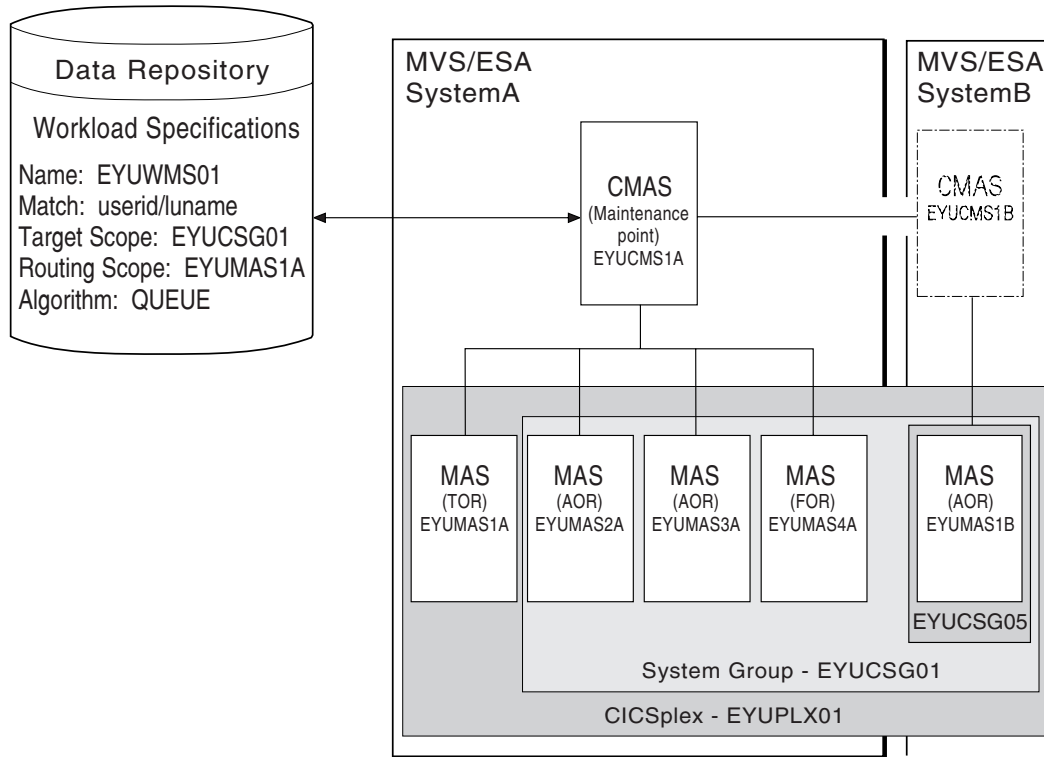 Data Repository
Workload Specifications
Name: EYUWMS01
Match: userid/luname
Target Scope: EYUCSG01
Routing Scope: EYUMAS1A
Algorithm: QUEUE
MVS/ESA
SystemA
MVS/ESA
SystemB
CMAS
(Maintenance
point)
EYUCMS1A
CMAS
EYUCMS1B
MAS
(TOR)
EYUMAS1A
MAS
(AOR)
EYUMAS2A
MAS
(AOR)
EYUMAS3A
MAS
(FOR)
EYUMAS4A
MAS
(AOR)
EYUMAS1B
EYUCSG05
System Group - EYUCSG01
CICSplex - EYUPLX01